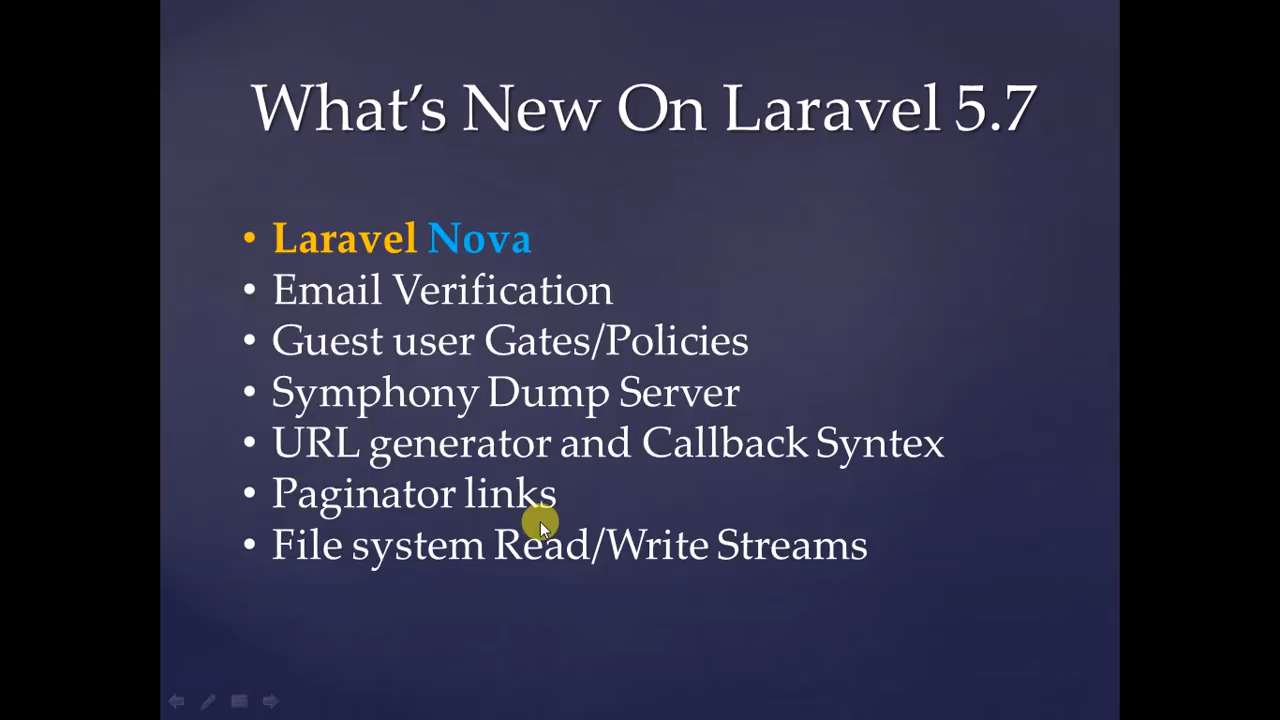 What's New On Laravel 5.7
• Laravel Nova
• Email Verification
• Guest user Gates/Policies
• Symphony Dump Server
• URL generator and Callback Syntex
• Paginator links
• File system Read/Write Streams